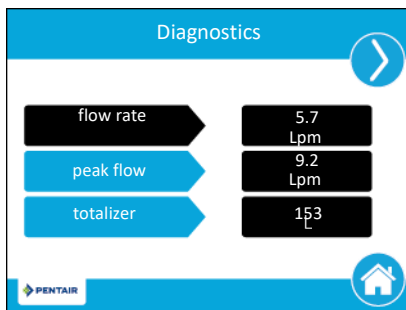 Diagnostics
flow rate
5.7
Lpm
peak flow
9.2
Lpm
totalizer
153
L
PENTAIR